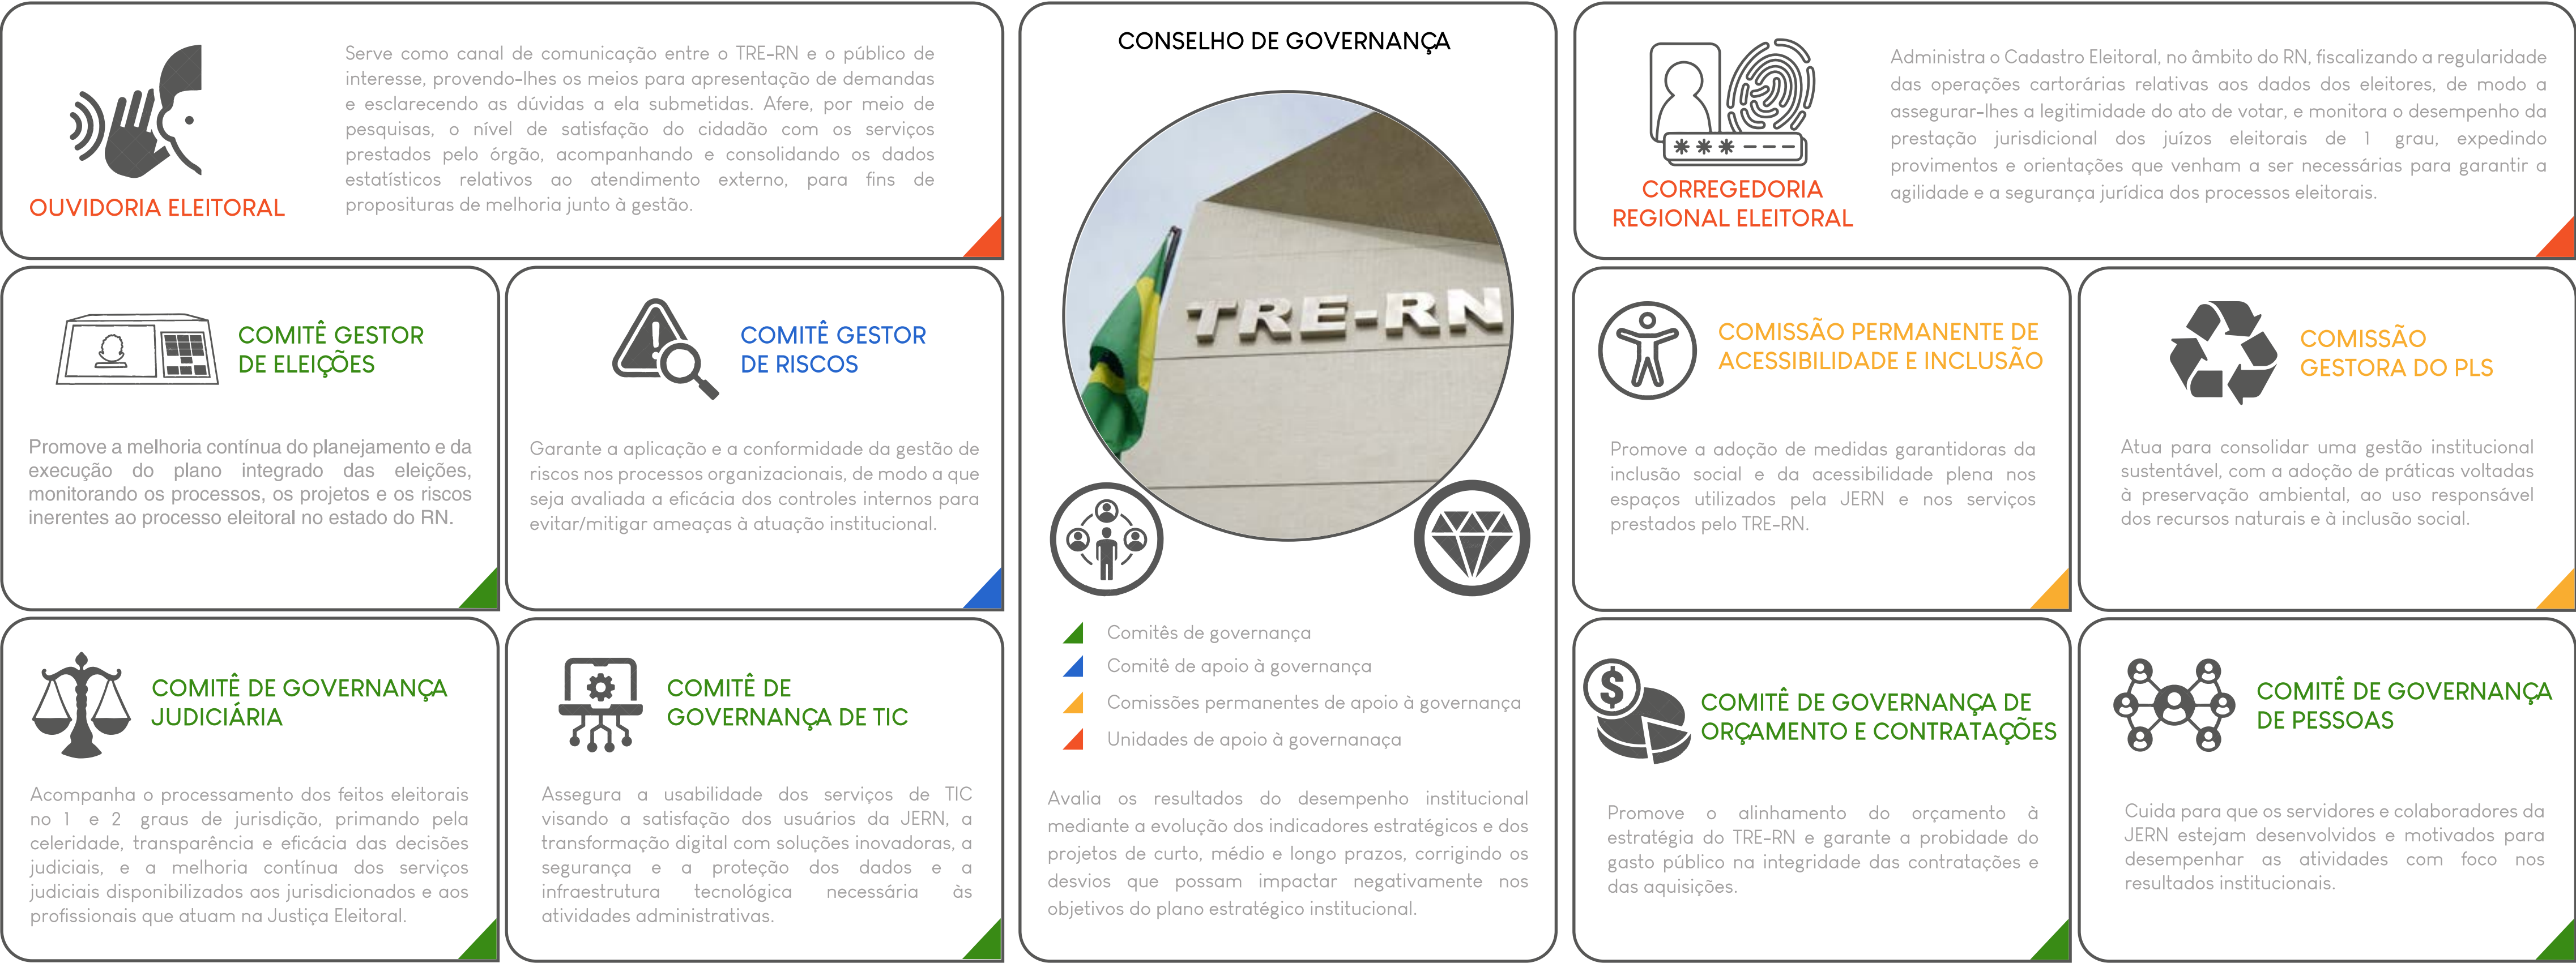 OUVIDORIA ELEITORAL
Serve como canal de comunicação entre o TRE-RN e o público de
interesse, provendo-lhes os meios para apresentação de demandas
e esclarecendo as dúvidas a ela submetidas. Afere, por meio de
pesquisas, o nível de satisfação do cidadão com os serviços
prestados pelo órgão, acompanhando e consolidando os dados
estatísticos relativos ao atendimento externo, para fins de
proposituras de melhoria junto à gestão.
COMITÊ GESTOR
DE ELEIÇÕES
Promove a melhoria contínua do planejamento e da
execução do plano integrado das eleições,
monitorando os processos, os projetos e os riscos
inerentes ao processo eleitoral no estado do RN.
COMITÊ GESTOR
DE RISCOS
Garante a aplicação e a conformidade da gestão de
riscos nos processos organizacionais, de modo a que
seja avaliada a eficácia dos controles internos para
evitar/mitigar ameaças à atuação institucional.
COMITÊ DE GOVERNANÇA
JUDICIÁRIA
Acompanha o processamento dos feitos eleitorais
no 1 e 2 graus de jurisdição, primando pela
celeridade, transparência e eficácia das decisões
judiciais, e a melhoria contínua dos serviços
judiciais disponibilizados aos jurisdicionados e aos
profissionais que atuam na Justiça Eleitoral.
COMITÊ DE
GOVERNANÇA DE TIC
Assegura a usabilidade dos serviços de TIC
visando a satisfação dos usuários da JERN, a
transformação digital com soluções inovadoras, a
segurança e a proteção dos dados e a
infraestrutura tecnológica necessária às
atividades administrativas.
CONSELHO DE GOVERNANÇA
TRE-RN
Comitês de governança
Comitê de apoio à governança
Comissões permanentes de apoio à governança
Unidades de apoio à governanaça
Avalia os resultados do desempenho institucional
mediante a evolução dos indicadores estratégicos e dos
projetos de curto, médio e longo prazos, corrigindo os
desvios que possam impactar negativamente nos
objetivos do plano estratégico institucional.
* * * - - -
CORREGEDORIA
REGIONAL ELEITORAL
Administra o Cadastro Eleitoral, no âmbito do RN, fiscalizando a regularidade
das operações cartorárias relativas aos dados dos eleitores, de modo a
assegurar-lhes a legitimidade do ato de votar, e monitora o desempenho da
prestação jurisdicional dos juízos eleitorais de 1 grau, expedindo
provimentos e orientações que venham a ser necessárias para garantir a
agilidade e a segurança jurídica dos processos eleitorais.
COMISSÃO PERMANENTE DE
ACESSIBILIDADE E INCLUSÃO
Promove a adoção de medidas garantidoras da
inclusão social e da acessibilidade plena nos
espaços utilizados pela JERN e nos serviços
prestados pelo TRE-RN.
COMISSÃO
GESTORA DO PLS
Atua para consolidar uma gestão institucional
sustentável, com a adoção de práticas voltadas
à preservação ambiental, ao uso responsável
dos recursos naturais e à inclusão social.
$
COMITÊ DE GOVERNANÇA DE
ORÇAMENTO E CONTRATAÇÕES
Promove o alinhamento do orçamento à
estratégia do TRE-RN e garante a probidade do
gasto público na integridade das contratações e
das aquisições.
COMITÊ DE GOVERNANÇA
DE PESSOAS
Cuida para que os servidores e colaboradores da
JERN estejam desenvolvidos e motivados para
desempenhar as atividades com foco nos
resultados institucionais.